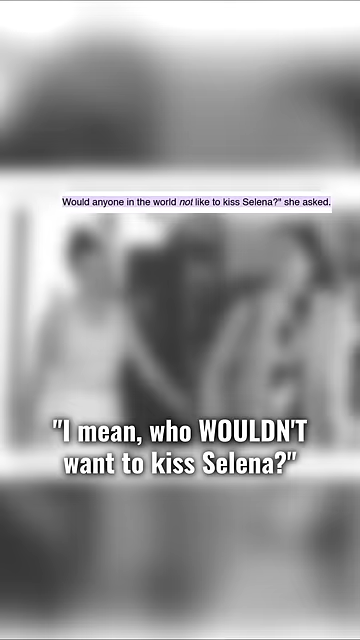 Would anyone in the world not like to kiss Selena?" she asked.
"I mean, who WOULDN'T
want to kiss Selena?"